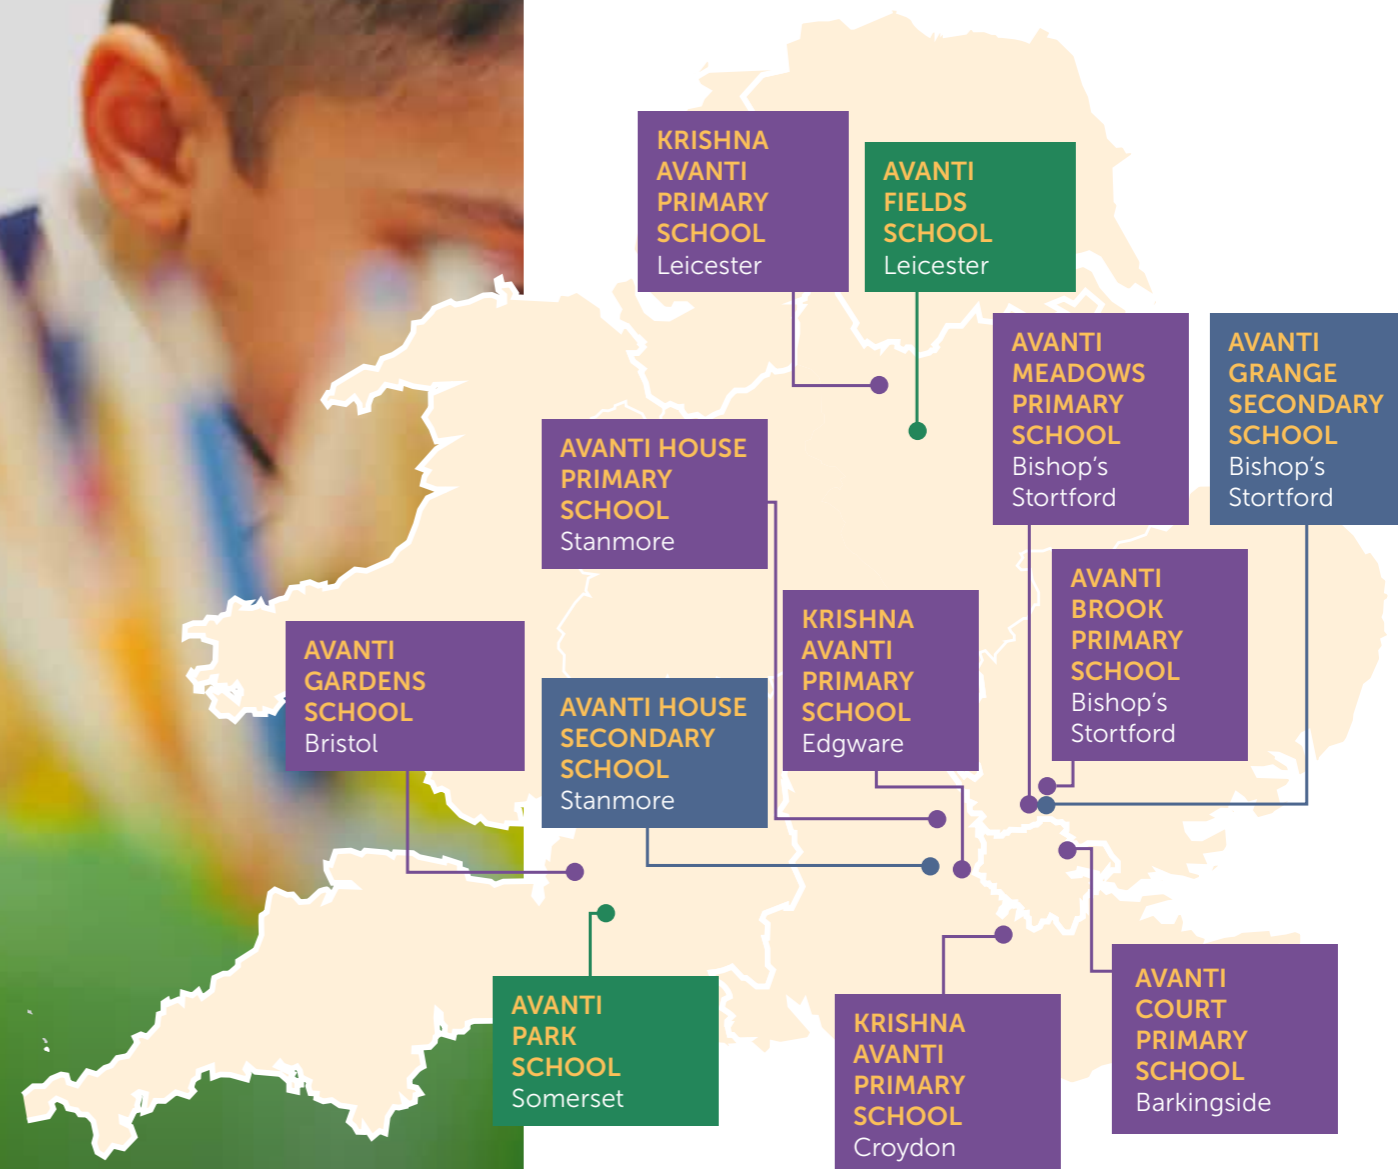 KRISHNA
AVANTI
PRIMARY
SCHOOL
Leicester
AVANTI
FIELDS
SCHOOL
Leicester
AVANTI
MEADOWS
PRIMARY
SCHOOL
Bishop's
Stortford
AVANTI
GRANGE
SECONDARY
SCHOOL
Bishop's
Stortford
AVANTI HOUSE
PRIMARY
SCHOOL
Stanmore
AVANTI
BROOK
PRIMARY
SCHOOL
Bishop's
Stortford
KRISHNA
AVANTI
PRIMARY
SCHOOL
Edgware
AVANTI
GARDENS
SCHOOL
Bristol
AVANTI HOUSE
SECONDARY
SCHOOL
Stanmore
AVANTI
PARK
SCHOOL
Somerset
KRISHNA
AVANTI
PRIMARY
SCHOOL
Croydon
AVANTI
COURT
PRIMARY
SCHOOL
Barkingside